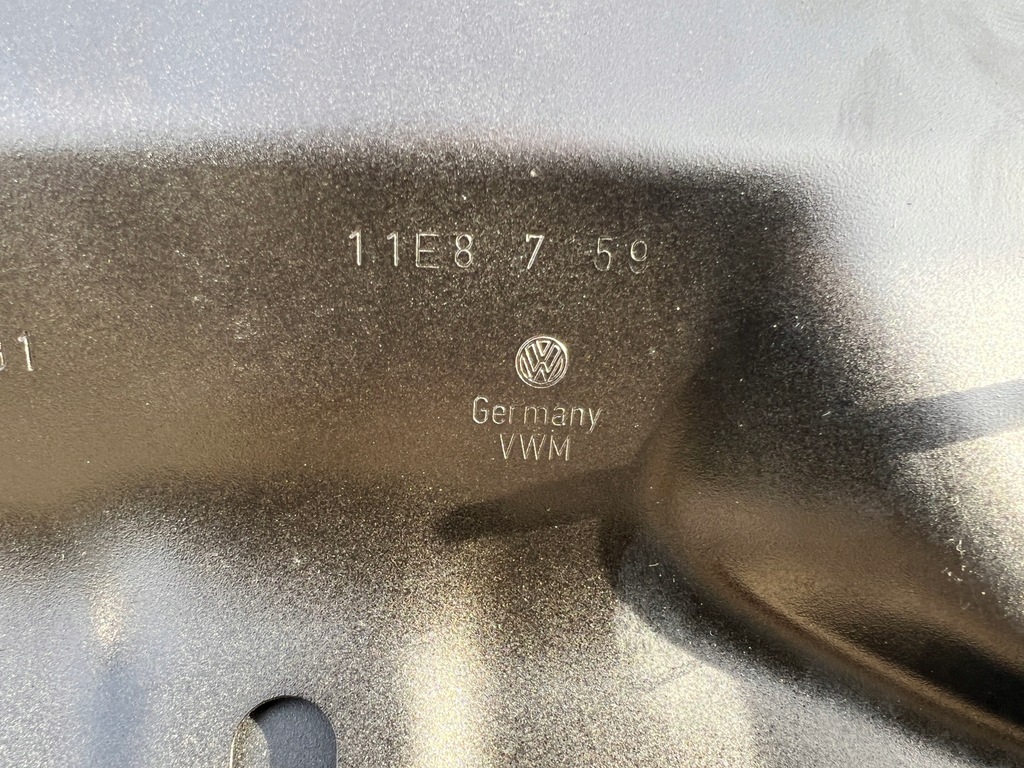 11E8 7 59
Germany
VWM